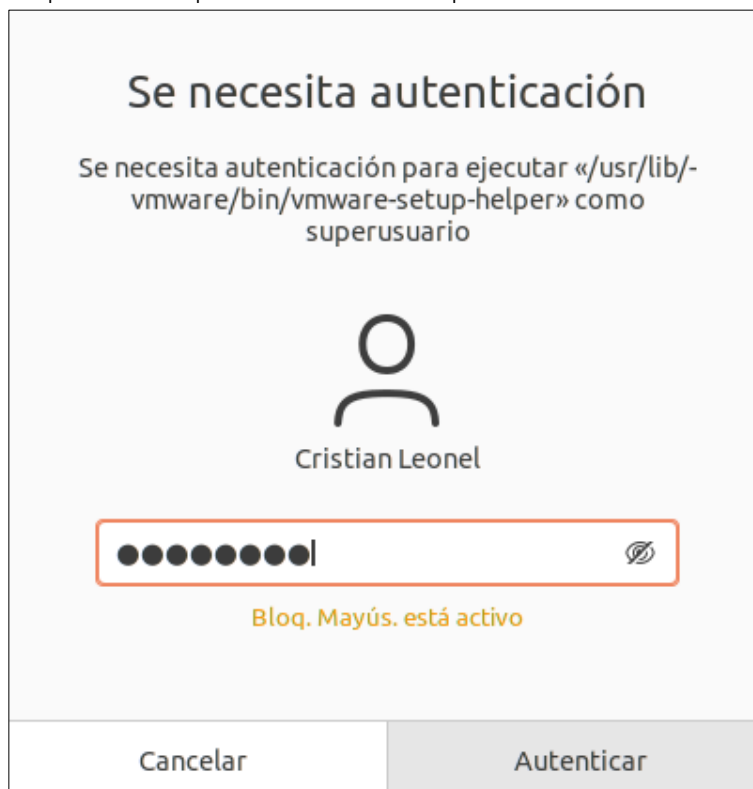 Se necesita autenticación
Se necesita autenticación para ejecutar «/usr/lib/-
vmware/bin/vmware-setup-helper» como
superusuario
Cristian Leonel
●●●●●●●●
Bloq. Mayús. está activo
Cancelar
Autenticar